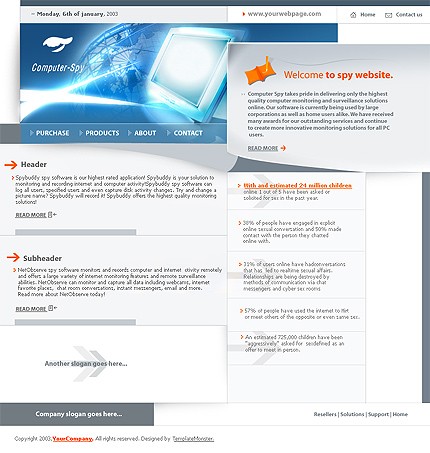 – Monday, 6th of january, 2003
www.yourwebpage.com
Home
Contact us
Computer-Spy
Welcome to spy website.
Computer Spy takes pride in delivering only the highest
quality computer monitoring and surveillance solutions
online. Our software is currently being used by large
corporations as well as home users alike. We have received
many awards for our outstanding services and continue
to create more innovative monitoring solutions for all PC
users.
READ MORE
PURCHASE
PRODUCTS
ABOUT
CONTACT
Header
Spybuddy spy software is our highest rated application! Spybuddy is your solution to
monitoring and recording internet and computer activity!Spybuddy spy software can
log all users, specified users and even capture disk activity changes. Try and change a
picture name? Spybuddy will record it! Spybuddy offers the highest quality monitoring
solutions!
READ MORE
Subheader
NetObserve spy software monitors and records computer and internet ctivity remotely
and offers a large wariety of internet monitoring features and remote surveillance
abilities. NetObserve can monitor and capture all data including webcams, internet
favorite places, chat room conversations, instant messengers, email and more.
Read more about NetObserve today!
READ MORE
With and estimated 24 million children
online 1 out of 5 have been asked or
soliated for sex in the past year.
30% of people have engaged in expliot
online sexual converstation and 50% made
contact with the person they chatred
online with.
31% of users online have hadconversations
that has led to realtime sexual affairs.
Relationships are being destroyed by
methods of communication via chat
messengers and cyber sex rooms
57% of people have used the internet to flirt
or meet others of the opposite or even same sex.
An estimated 725,000 children have been
"aggressively" asked for sexdefined as an
offer to meet in person.
Another slogan goes here...
Company slogan goes here...
Resellers | Solutions | Support | Home
Copyright 2003, YourCompany. All rights reserved. Designed by TemplateMonster.